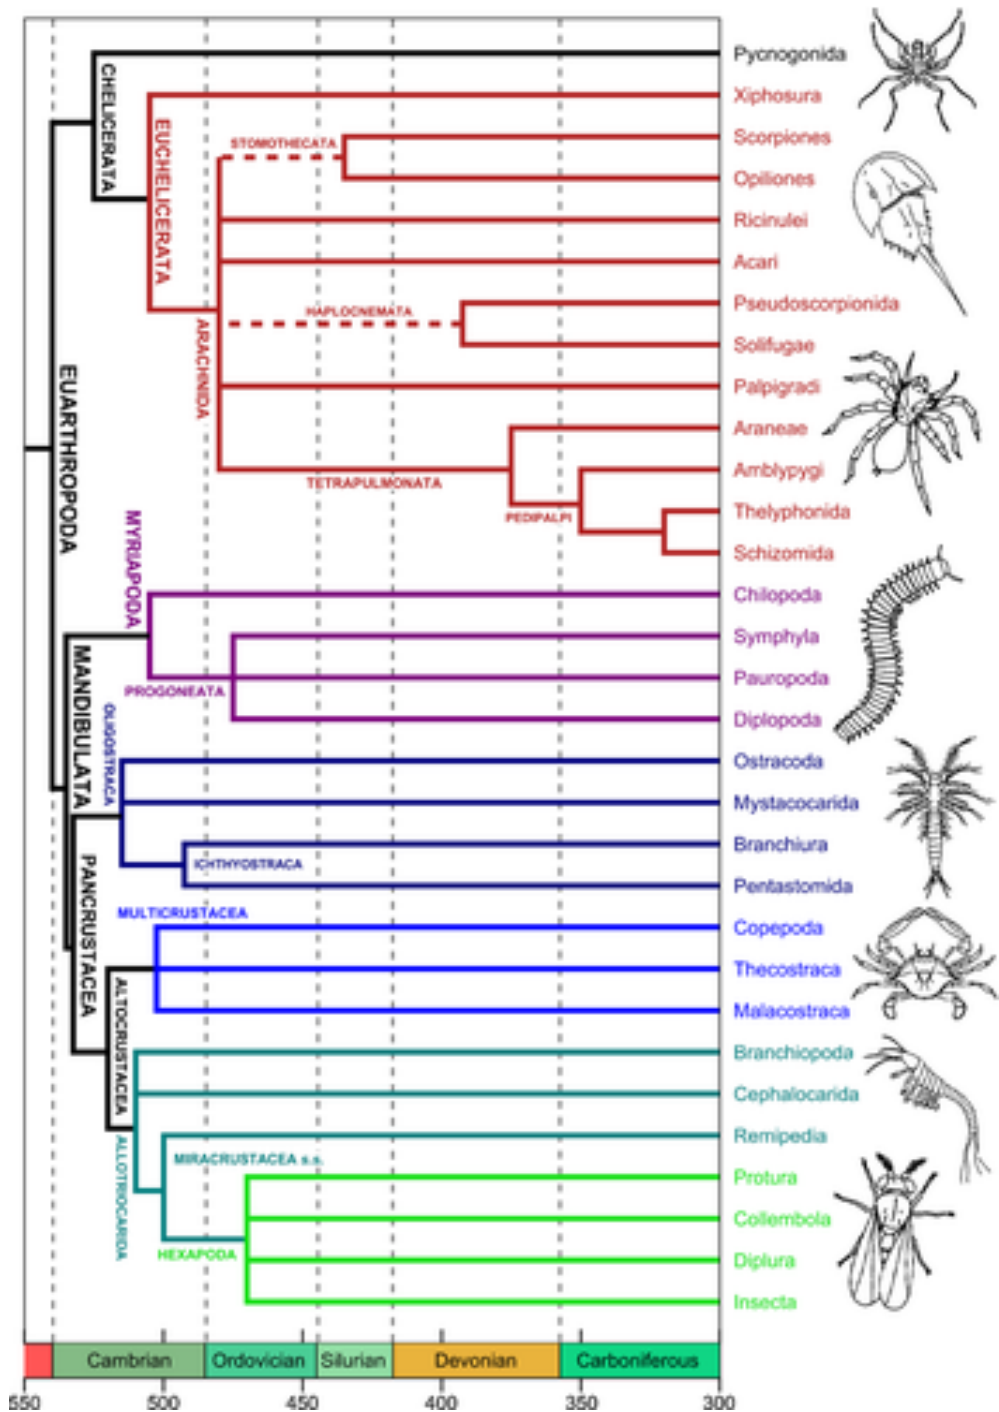 Pycnogonida
CHELICERATA
Xiphosura
EUCHELICERATA
STOMOTHECATA
Scorpiones
Opiliones
Ricinulei
Acari
HAPLOCNEMATA
Pseudoscorpionida
Solifugae
ARACHNIDA
Palpigradi
EUARTHROPODA
Araneae
TETRAPULMONATA
Amblypygi
PEDIPALPI
Thelyphonida
Schizomida
MYRIAPODA
Chilopoda
Symphyla
PROGONEATA
Pauropoda
Diplopoda
MANDIBULATA
OLIGOSTRACA
Ostracoda
Mystacocarida
Branchiura
ICHTHYOSTRACA
Pentastomida
PANCRUSTACEA
MULTICRUSTACEA
Copepoda
Thecostraca
Malacostraca
ALTOCRUSTACEA
Branchiopoda
Cephalocarida
Remipedia
ALLOTRIOCARIDA
MIRACRUSTACEA s.s.
Protura
Collembola
HEXAPODA
Diplura
Insecta
Cambrian Ordovician Silurian Devonian Carboniferous
550 500 450 400 350 300